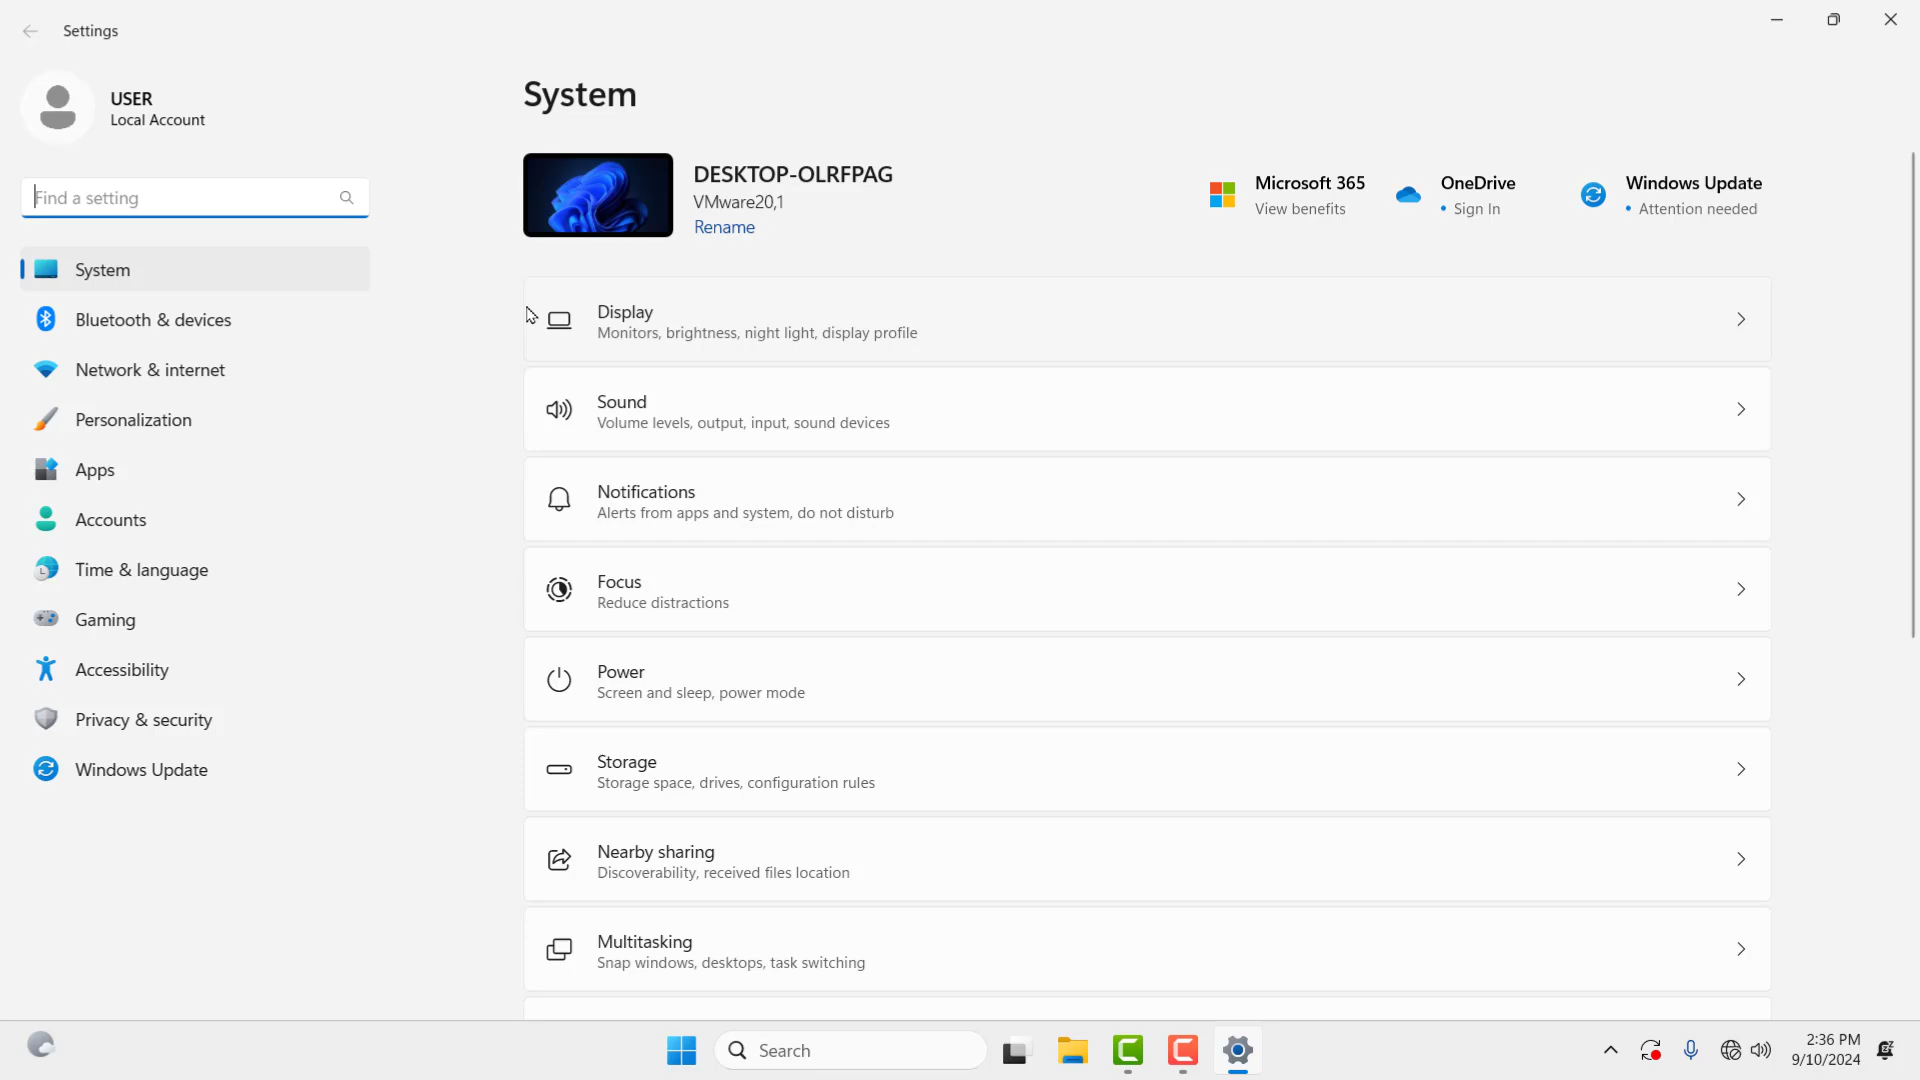 Settings
USER
Local Account
Find a setting
System
Bluetooth & devices
Network & internet
Personalization
Apps
Accounts
Time & language
Gaming
Accessibility
Privacy & security
Windows Update
System
DESKTOP-OLRFPAG
VMware20,1
Rename
Microsoft 365
View benefits
OneDrive
• Sign In
Windows Update
• Attention needed
Display
Monitors, brightness, night light, display profile
Sound
Volume levels, output, input, sound devices
Notifications
Alerts from apps and system, do not disturb
Focus
Reduce distractions
Power
Screen and sleep, power mode
Storage
Storage space, drives, configuration rules
Nearby sharing
Discoverability, received files location
Multitasking
Snap windows, desktops, task switching
Search
2:36 PM
9/10/2024